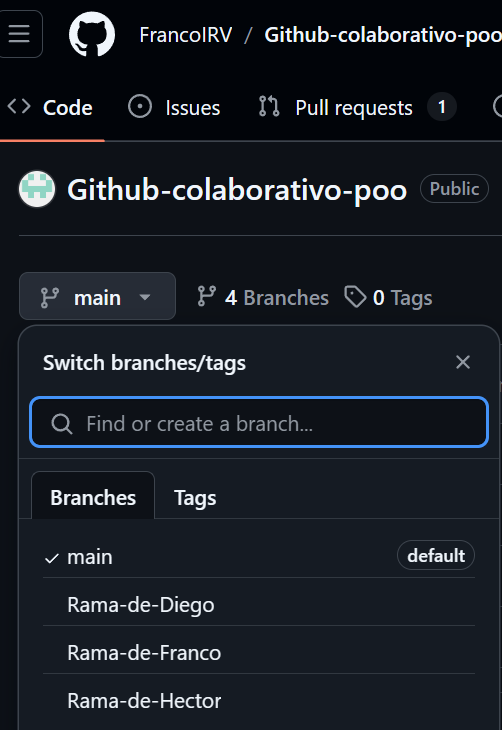 FrancoIRV / Github-colaborativo-poo
Code Issues Pull requests 1
Github-colaborativo-poo Public
main 4 Branches 0 Tags
Switch branches/tags
Find or create a branch...
Branches Tags
main default
Rama-de-Diego
Rama-de-Franco
Rama-de-Hector